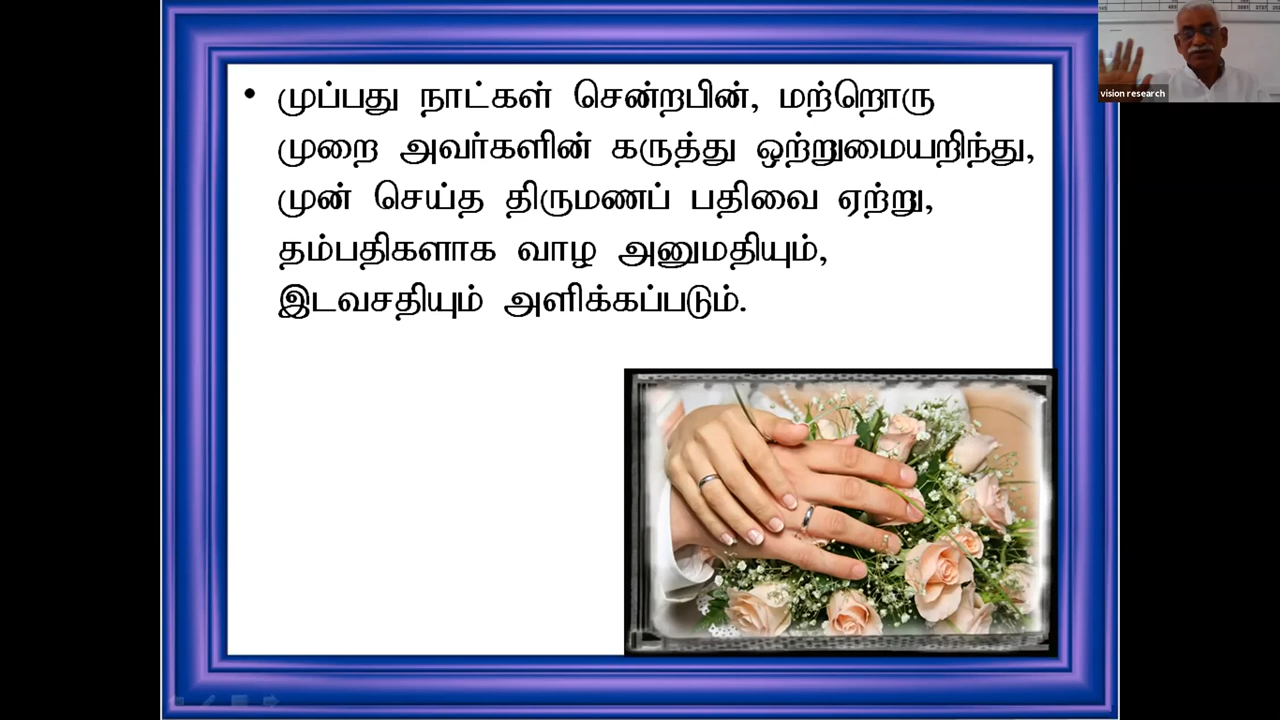 • முப்பது நாட்கள் சென்றபின், மற்றொரு
முறை அவர்களின் கருத்து ஒற்றுமையறிந்து,
முன் செய்த திருமணப் பதிவை ஏற்று,
தம்பதிகளாக வாழ அனுமதியும்,
இடவசதியும் அளிக்கப்படும்.
vision research